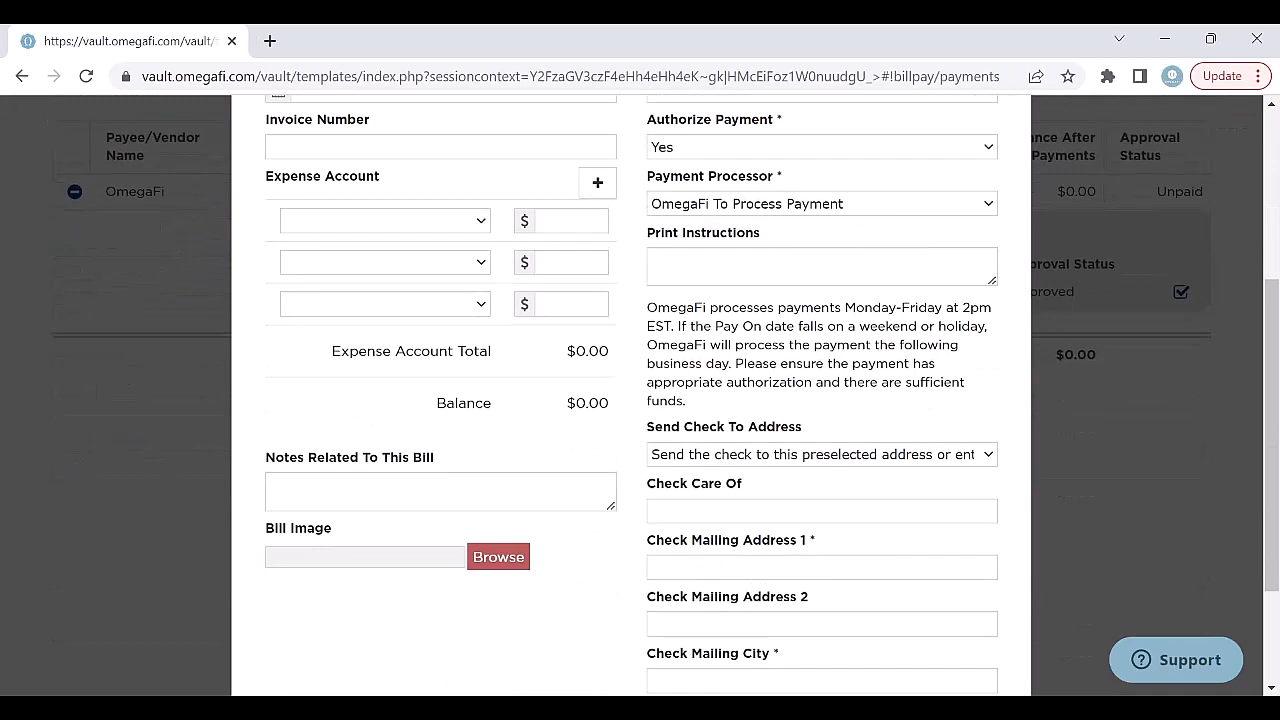 https://vault.omegafi.com/vault/t
vault.omegafi.com/vault/templates/index.php?sessioncontext=Y2FzaGV3czF4eHh4eHh4eK~gk|HMcEiFoz1W0nuudgU_>#!billpay/payments
Update
Payee/Vendor
Name
OmegaFi
Invoice Number
Expense Account
+
$
$
$
Expense Account Total $0.00
Balance $0.00
Notes Related To This Bill
Bill Image
Browse
Authorize Payment *
Yes
Payment Processor *
OmegaFi To Process Payment
Print Instructions
OmegaFi processes payments Monday-Friday at 2pm
EST. If the Pay On date falls on a weekend or holiday,
OmegaFi will process the payment the following
business day. Please ensure the payment has
appropriate authorization and there are sufficient
funds.
Send Check To Address
Send the check to this preselected address or ent
Check Care Of
Check Mailing Address 1 *
Check Mailing Address 2
Check Mailing City *
nce After
Payments
Approval
Status
$0.00
Unpaid
roval Status
oved
$0.00
Support